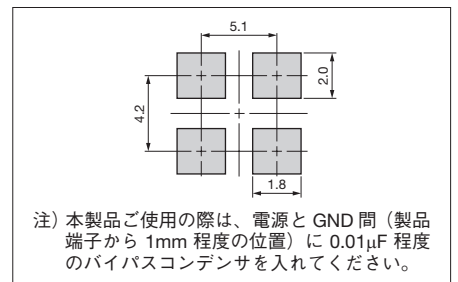 5.1
2.0
4.2
1.8
注）本製品ご使用の際は、電源と GND 間（製品
端子から 1mm 程度の位置）に 0.01μF 程度
のバイパスコンデンサを入れてください。